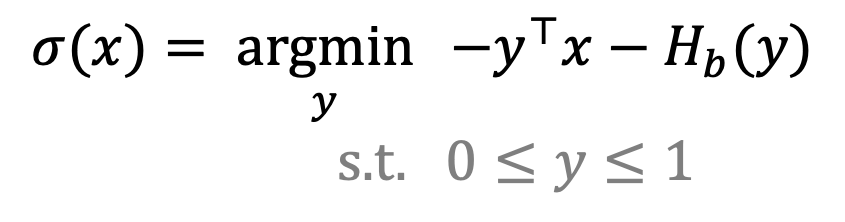 σ(x) = argmin −y⊤x − H_b(y)
y
s.t. 0 ≤ y ≤ 1